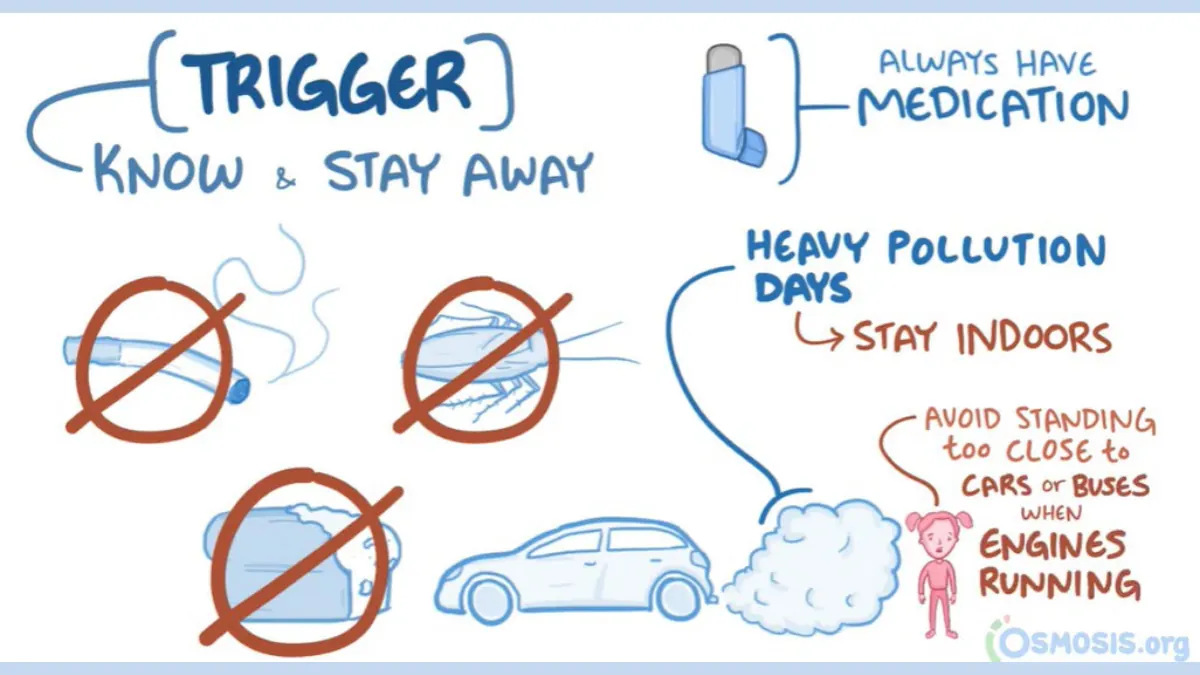 [TRIGGER]
KNOW & STAY AWAY
ALWAYS HAVE
MEDICATION
HEAVY POLLUTION
DAYS
→ STAY INDOORS
AVOID STANDING
too CLOSE to
CARS or BUSES
WHEN
ENGINES
RUNNING
OSMOSIS.org